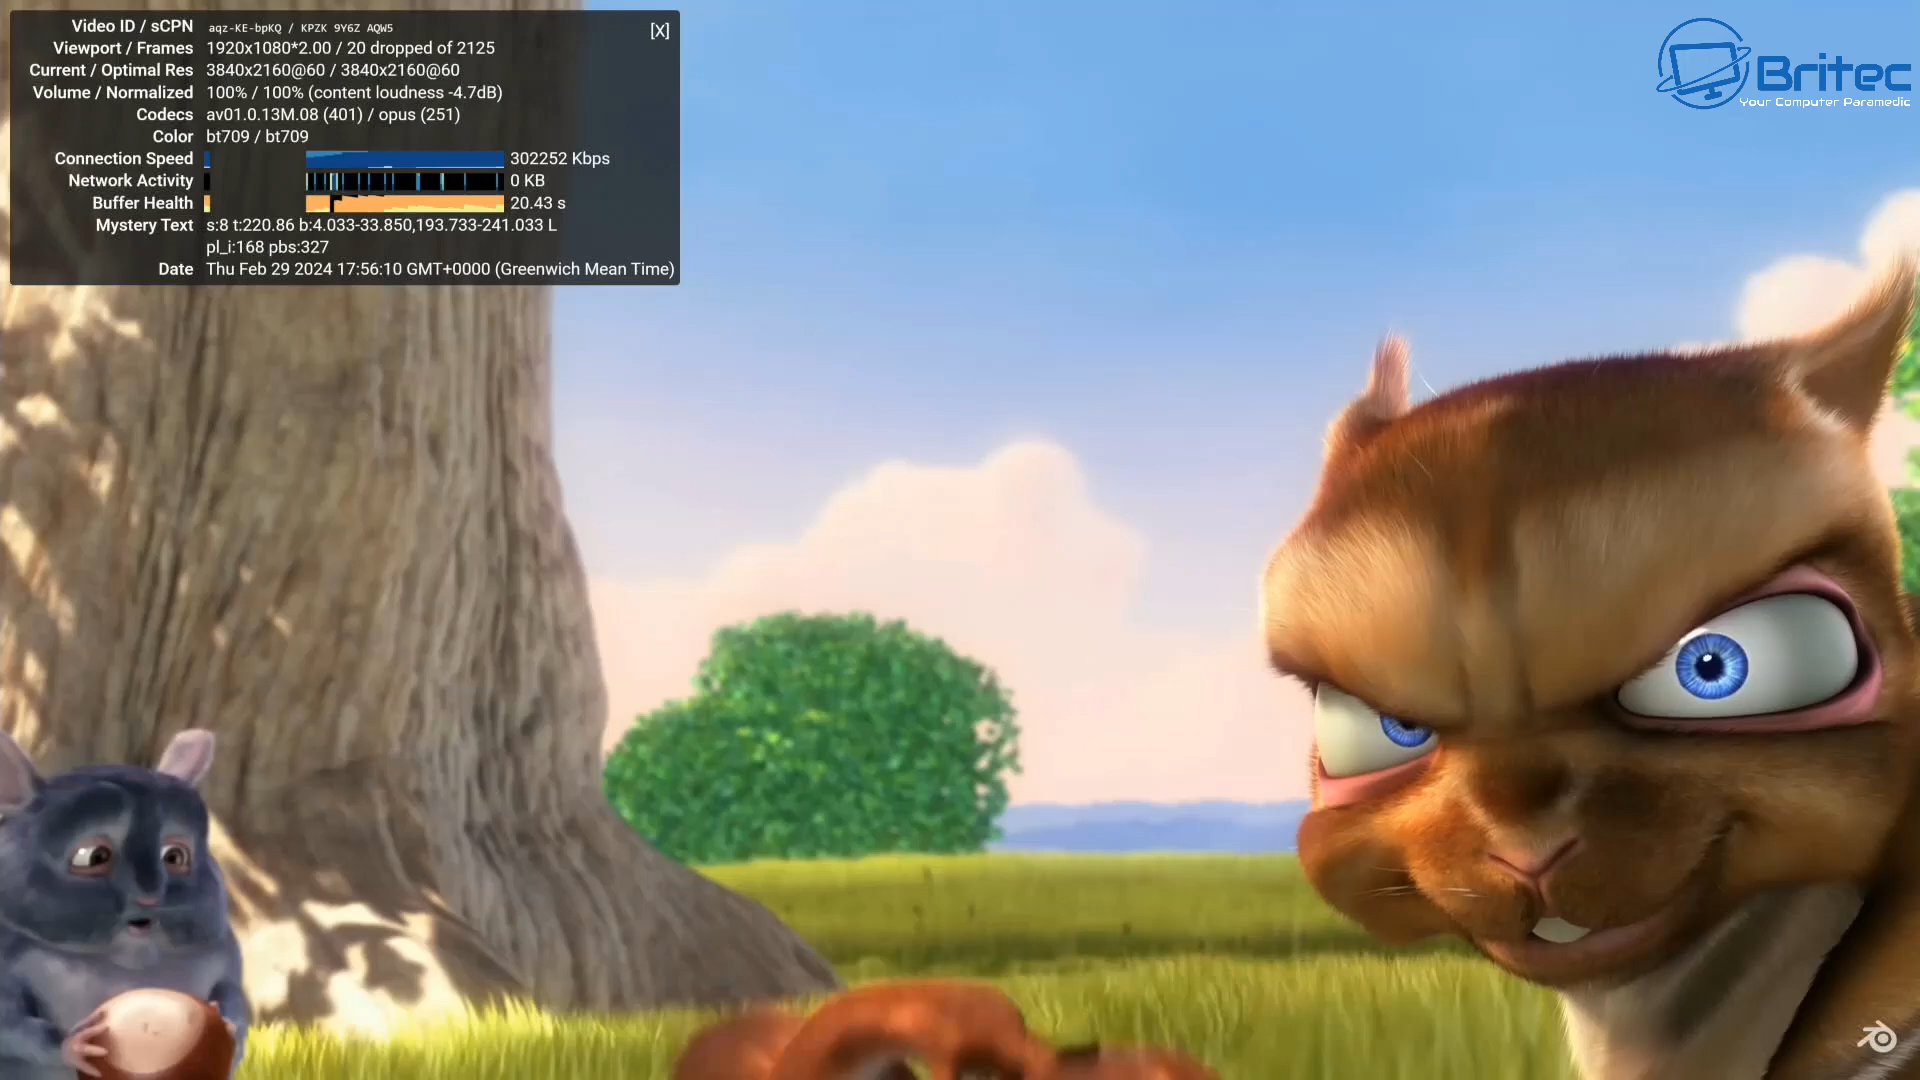 Video ID / sCPN aqz-KE-bpKQ / KPZK 9Y6Z AQW5 [X]
Viewport / Frames 1920x1080*2.00 / 20 dropped of 2125
Current / Optimal Res 3840x2160@60 / 3840x2160@60
Volume / Normalized 100% / 100% (content loudness -4.7dB)
Codecs av01.0.13M.08 (401) / opus (251)
Color bt709 / bt709
Connection Speed 302252 Kbps
Network Activity 0 KB
Buffer Health 20.43 s
Mystery Text s:8 t:220.86 b:4.033-33.850,193.733-241.033 L
pl_i:168 pbs:327
Date Thu Feb 29 2024 17:56:10 GMT+0000 (Greenwich Mean Time)
Britec
Your Computer Paramedic